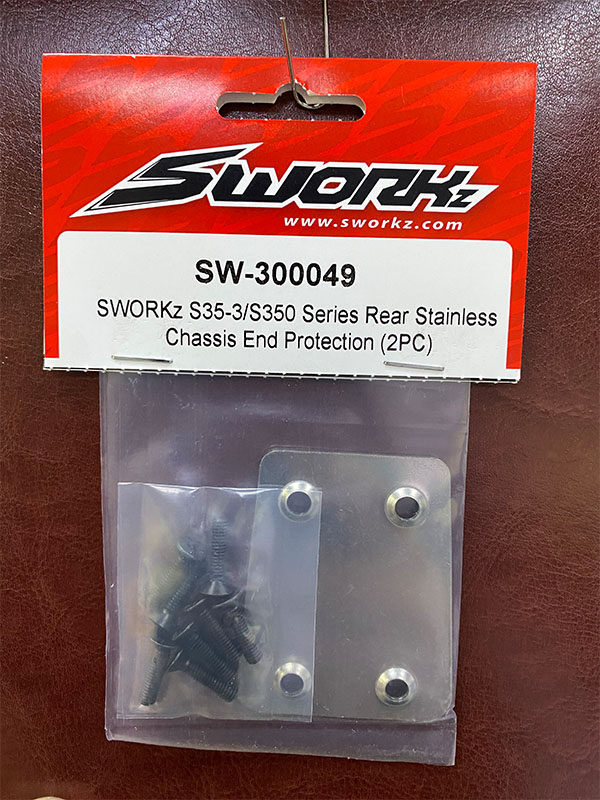 SWORKz
www.sworkz.com
SW-300049
SWORKz S35-3/S350 Series Rear Stainless
Chassis End Protection (2PC)